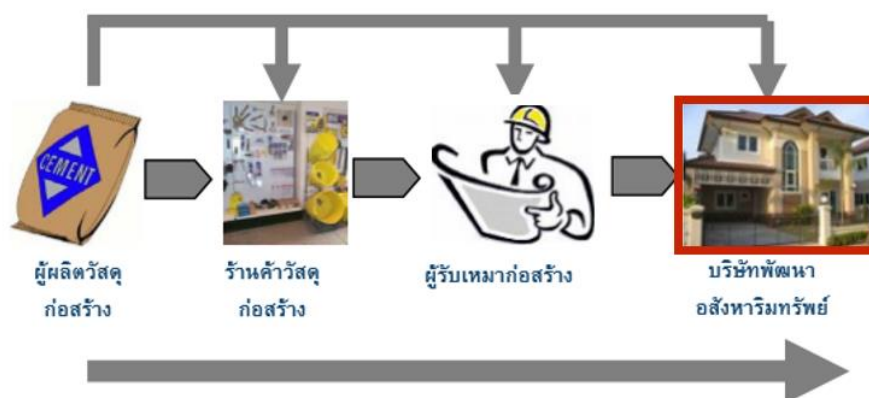 CEMENT
ผู้ผลิตวัสดุ
ก่อสร้าง
ร้านค้าวัสดุ
ก่อสร้าง
ผู้รับเหมาก่อสร้าง
บริษัทพัฒนา
อสังหาริมทรัพย์